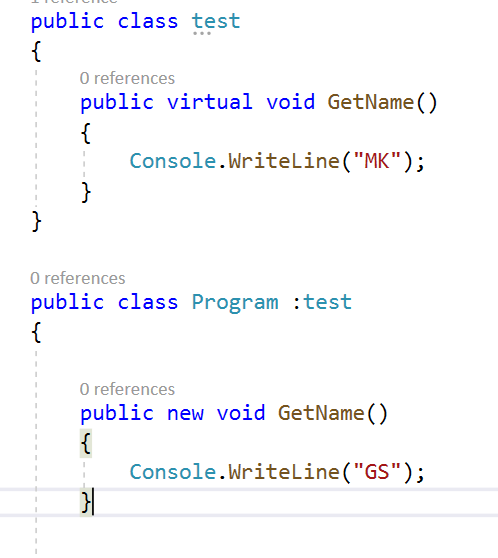 1 reference
public class test
{
0 references
public virtual void GetName()
{
Console.WriteLine("MK");
}
}
0 references
public class Program :test
{
0 references
public new void GetName()
{
Console.WriteLine("GS");
}